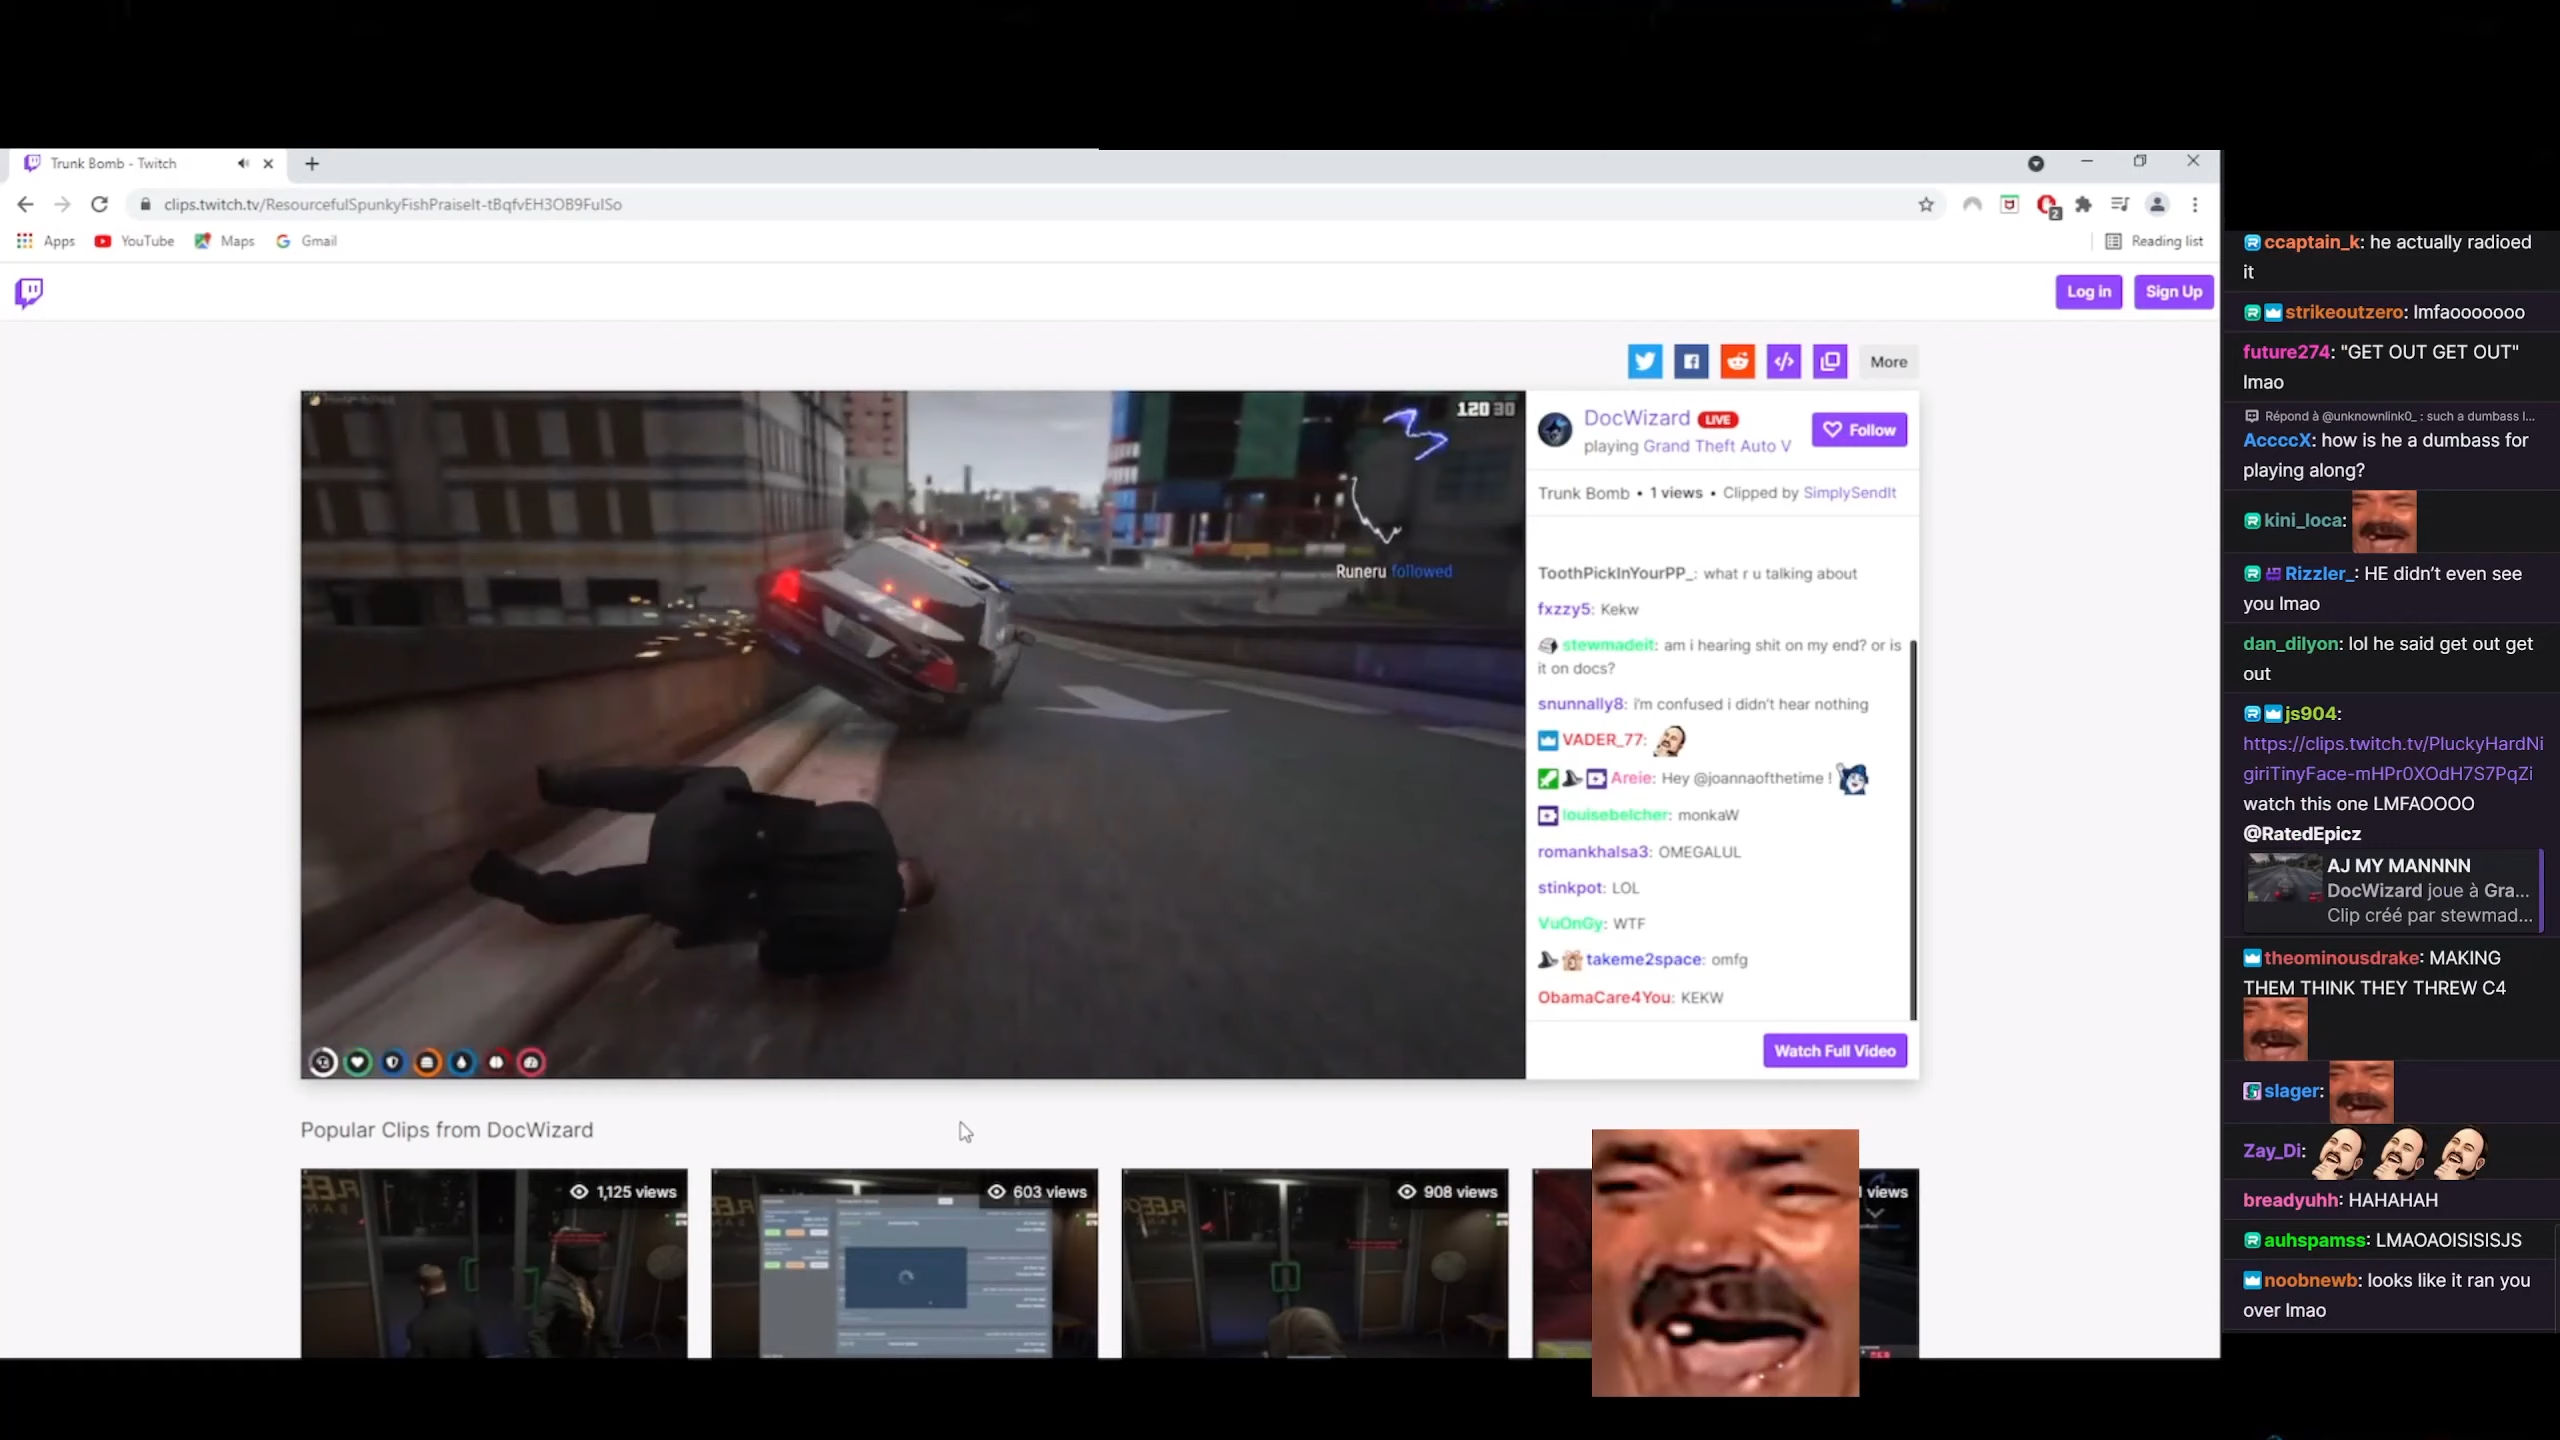 Trunk Bomb - Twitch
clips.twitch.tv/ResourcefulSpunkyFishPraiseIt-tBqfvEH3OB9FuISo
2
Apps
YouTube
Maps
Gmail
Reading list
Log in
Sign Up
More
120 30
Runeru followed
DocWizard LIVE
playing Grand Theft Auto V
Follow
Trunk Bomb • 1 views • Clipped by SimplySendIt
ToothPickInYourPP_: what r u talking about
fxzzy5: Kekw
stewmadeit: am i hearing shit on my end? or is
it on docs?
snunnally8: i'm confused i didn't hear nothing
VADER_77:
Areie: Hey @joannaofthetime !
louisebelcher: monkaW
romankhalsa3: OMEGALUL
stinkpot: LOL
VuOnGy: WTF
takeme2space: omfg
ObamaCare4You: KEKW
Watch Full Video
Popular Clips from DocWizard
1,125 views
603 views
908 views
views
ccaptain_k: he actually radioed
it
strikeoutzero: lmfaooooooo
future274: "GET OUT GET OUT"
lmao
Répond à @unknownlink0_ : such a dumbass l...
AccccX: how is he a dumbass for
playing along?
kini_loca:
Rizzler_: HE didn't even see
you lmao
dan_dilyon: lol he said get out get
out
js904:
https://clips.twitch.tv/PluckyHardNi
giriTinyFace-mHPr0XOdH7S7PqZi
watch this one LMFAOOOO
@RatedEpicz
AJ MY MANNNN
DocWizard joue à Gra...
Clip créé par stewmad...
theominousdrake: MAKING
THEM THINK THEY THREW C4
slager:
Zay_Di:
breadyuhh: HAHAHAH
auhspamss: LMAOAOISISISJS
noobnewb: looks like it ran you
over lmao